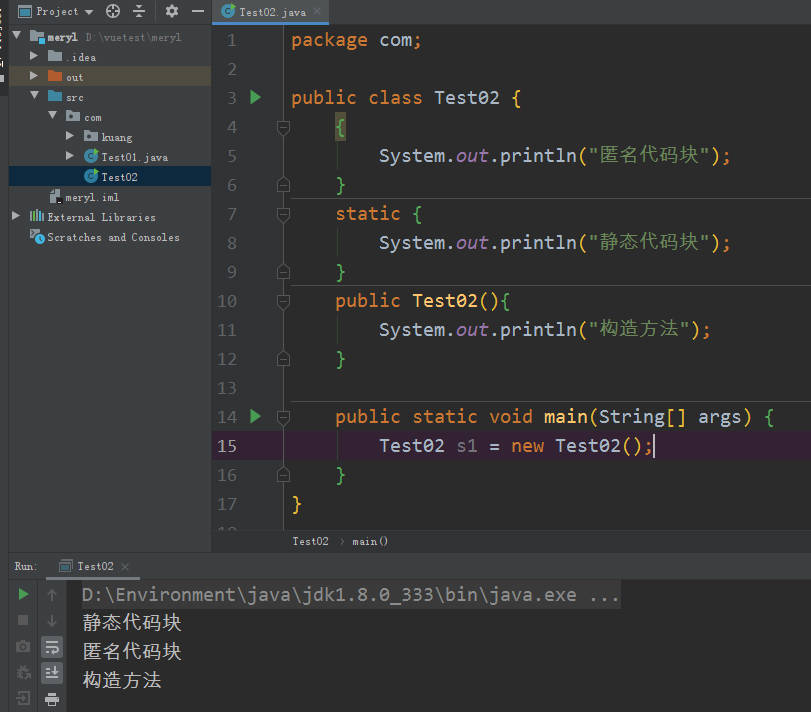 Project
meryl D:\vuetest\meryl
.idea
out
src
com
kuang
Test01.java
Test02
meryl.iml
External Libraries
Scratches and Consoles
Test02.java
1 package com;
2
3 public class Test02 {
4 {
5 System.out.println("匿名代码块");
6 }
7 static {
8 System.out.println("静态代码块");
9 }
10 public Test02(){
11 System.out.println("构造方法");
12 }
13
14 public static void main(String[] args) {
15 Test02 s1 = new Test02();
16 }
17 }
Test02 > main()
Run: Test02
D:\Environment\java\jdk1.8.0_333\bin\java.exe ...
静态代码块
匿名代码块
构造方法